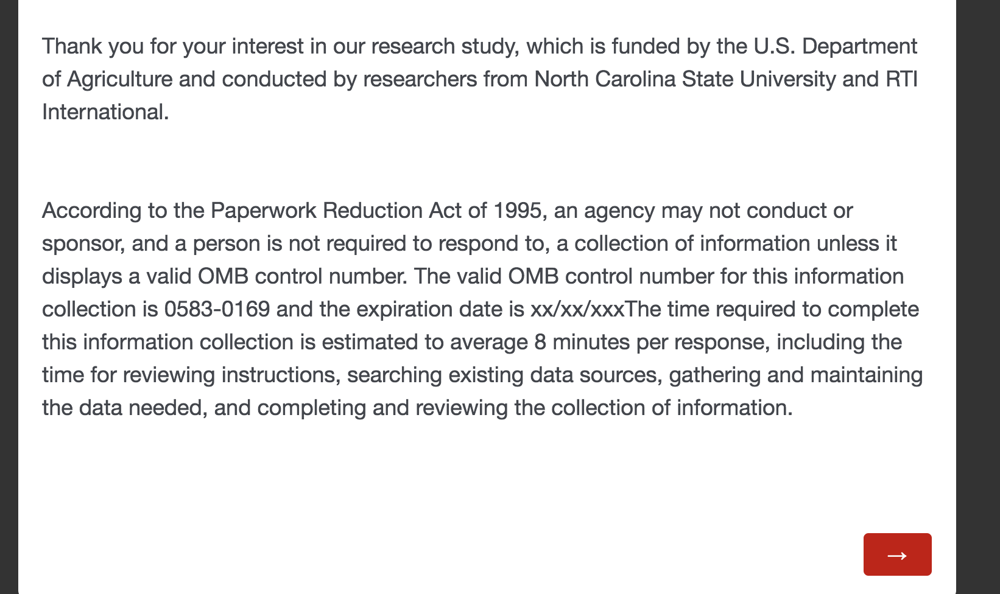 Thank you for your interest in our research study, which is funded by the U.S. Department
of Agriculture and conducted by researchers from North Carolina State University and RTI
International.
According to the Paperwork Reduction Act of 1995, an agency may not conduct or
sponsor, and a person is not required to respond to, a collection of information unless it
displays a valid OMB control number. The valid OMB control number for this information
collection is 0583-0169 and the expiration date is xx/xx/xxxThe time required to complete
this information collection is estimated to average 8 minutes per response, including the
time for reviewing instructions, searching existing data sources, gathering and maintaining
the data needed, and completing and reviewing the collection of information.
→